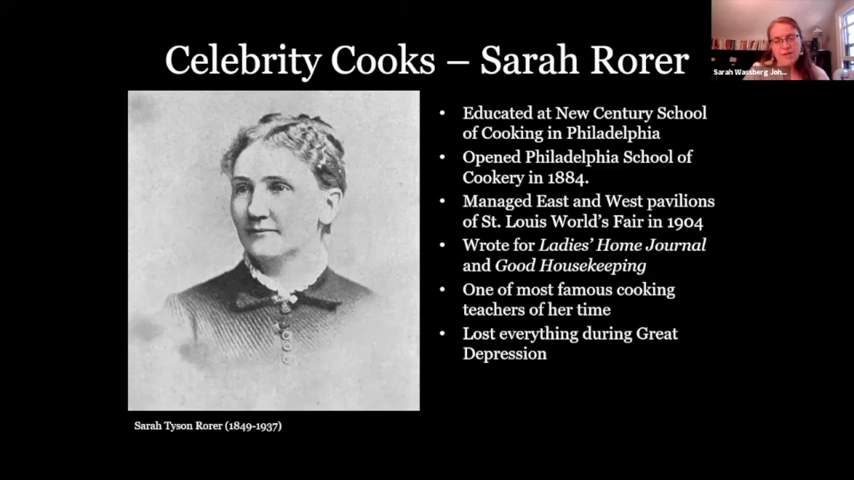 Celebrity Cooks – Sarah Rorer
Sarah Wassberg Joh...
• Educated at New Century School
of Cooking in Philadelphia
• Opened Philadelphia School of
Cookery in 1884.
• Managed East and West pavilions
of St. Louis World's Fair in 1904
• Wrote for Ladies' Home Journal
and Good Housekeeping
• One of most famous cooking
teachers of her time
• Lost everything during Great
Depression
Sarah Tyson Rorer (1849-1937)